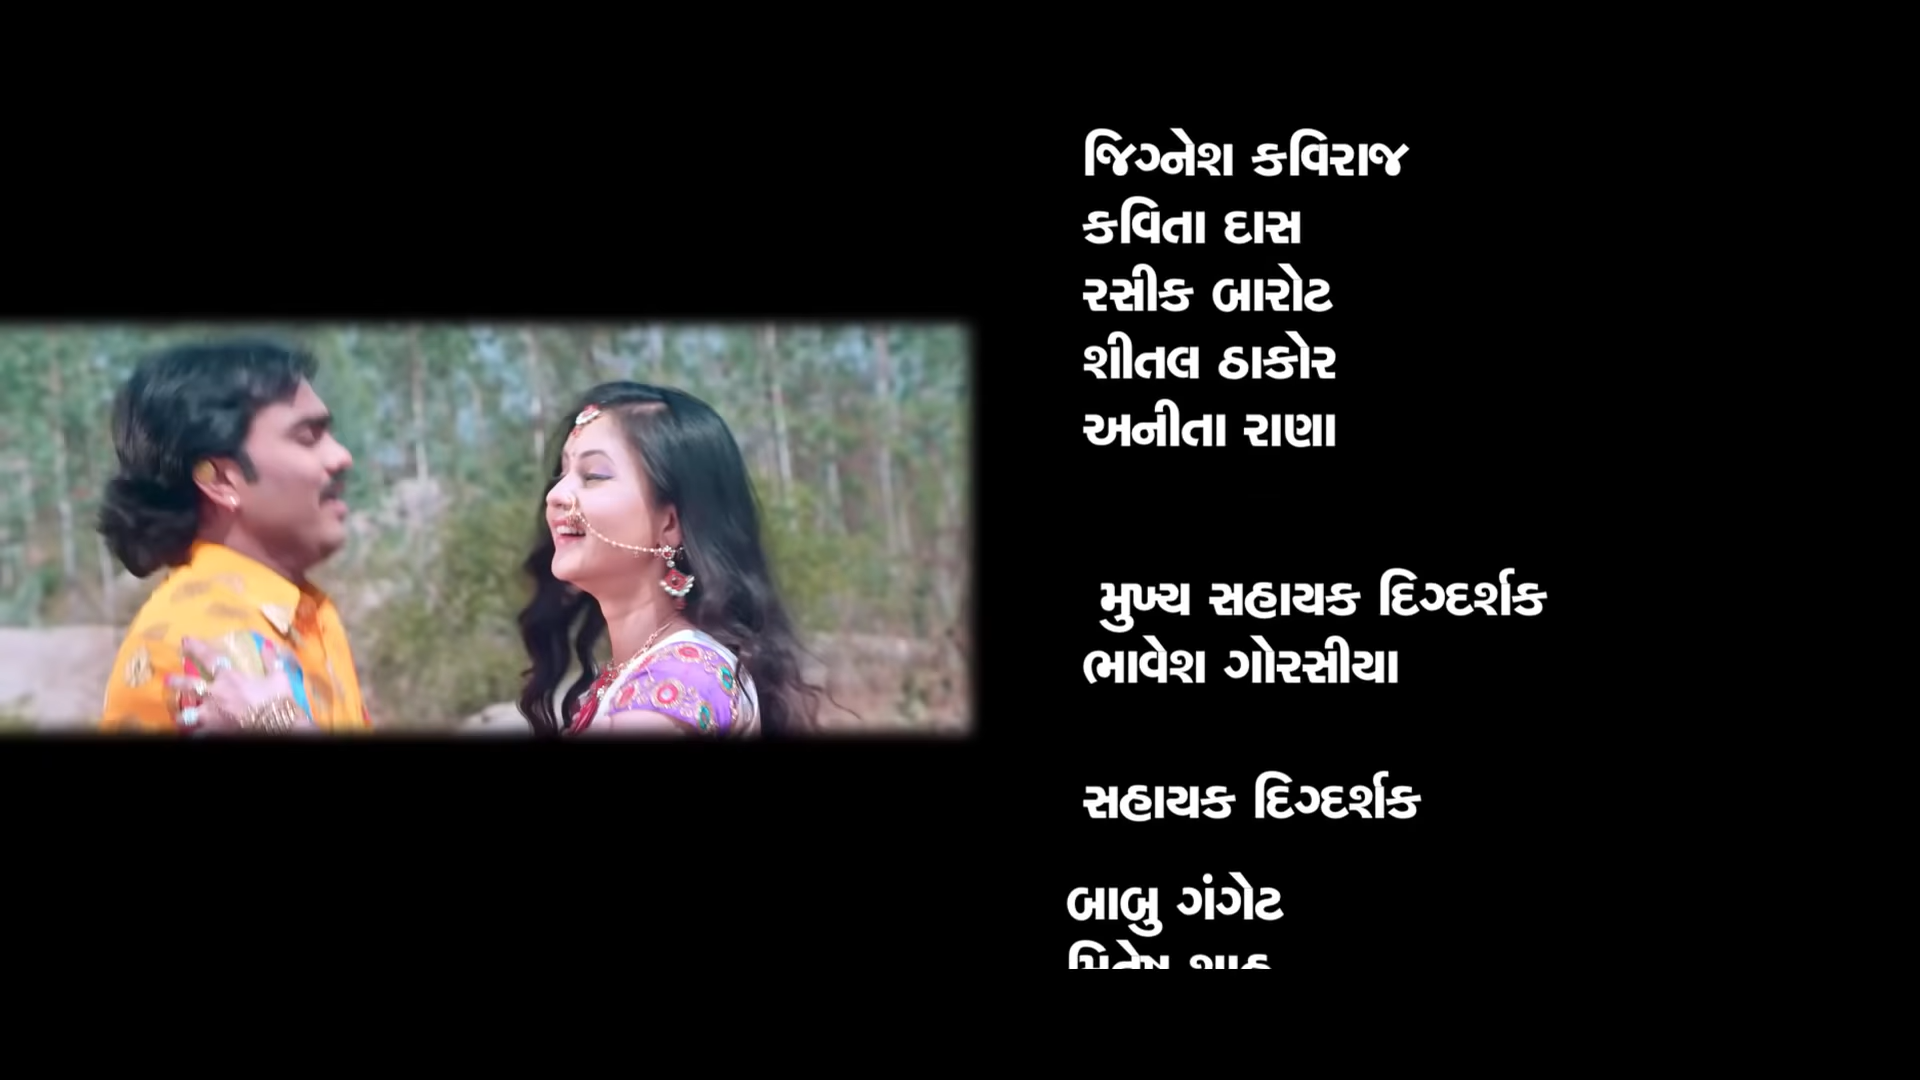 જિગ્નેશ કવિરાજ
કવિતા દાસ
રસીક બારોટ
શીતલ ઠાકોર
અનીતા રાણા
મુખ્ય સહાયક દિગ્દર્શક
ભાવેશ ગોરસીયા
સહાયક દિગ્દર્શક
બાબુ ગંગેટ